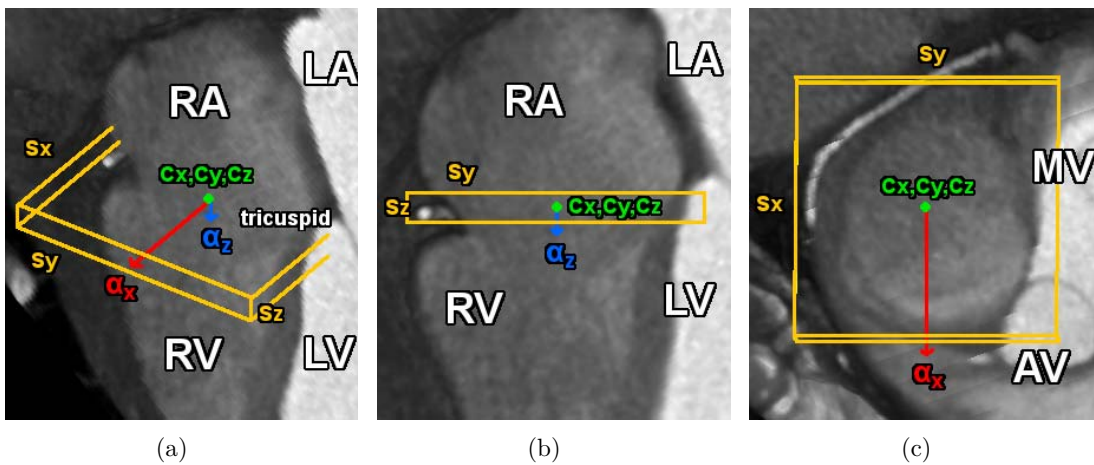 LA
RA
Sx
Cx,Cy,Cz
tricuspid
αz
Sy
αx
Sz
RV
LV
(a)
LA
RA
Sy
Sz
Cx,Cy,Cz
αz
RV
LV
(b)
Sy
MV
Cx,Cy,Cz
Sx
αx
AV
(c)